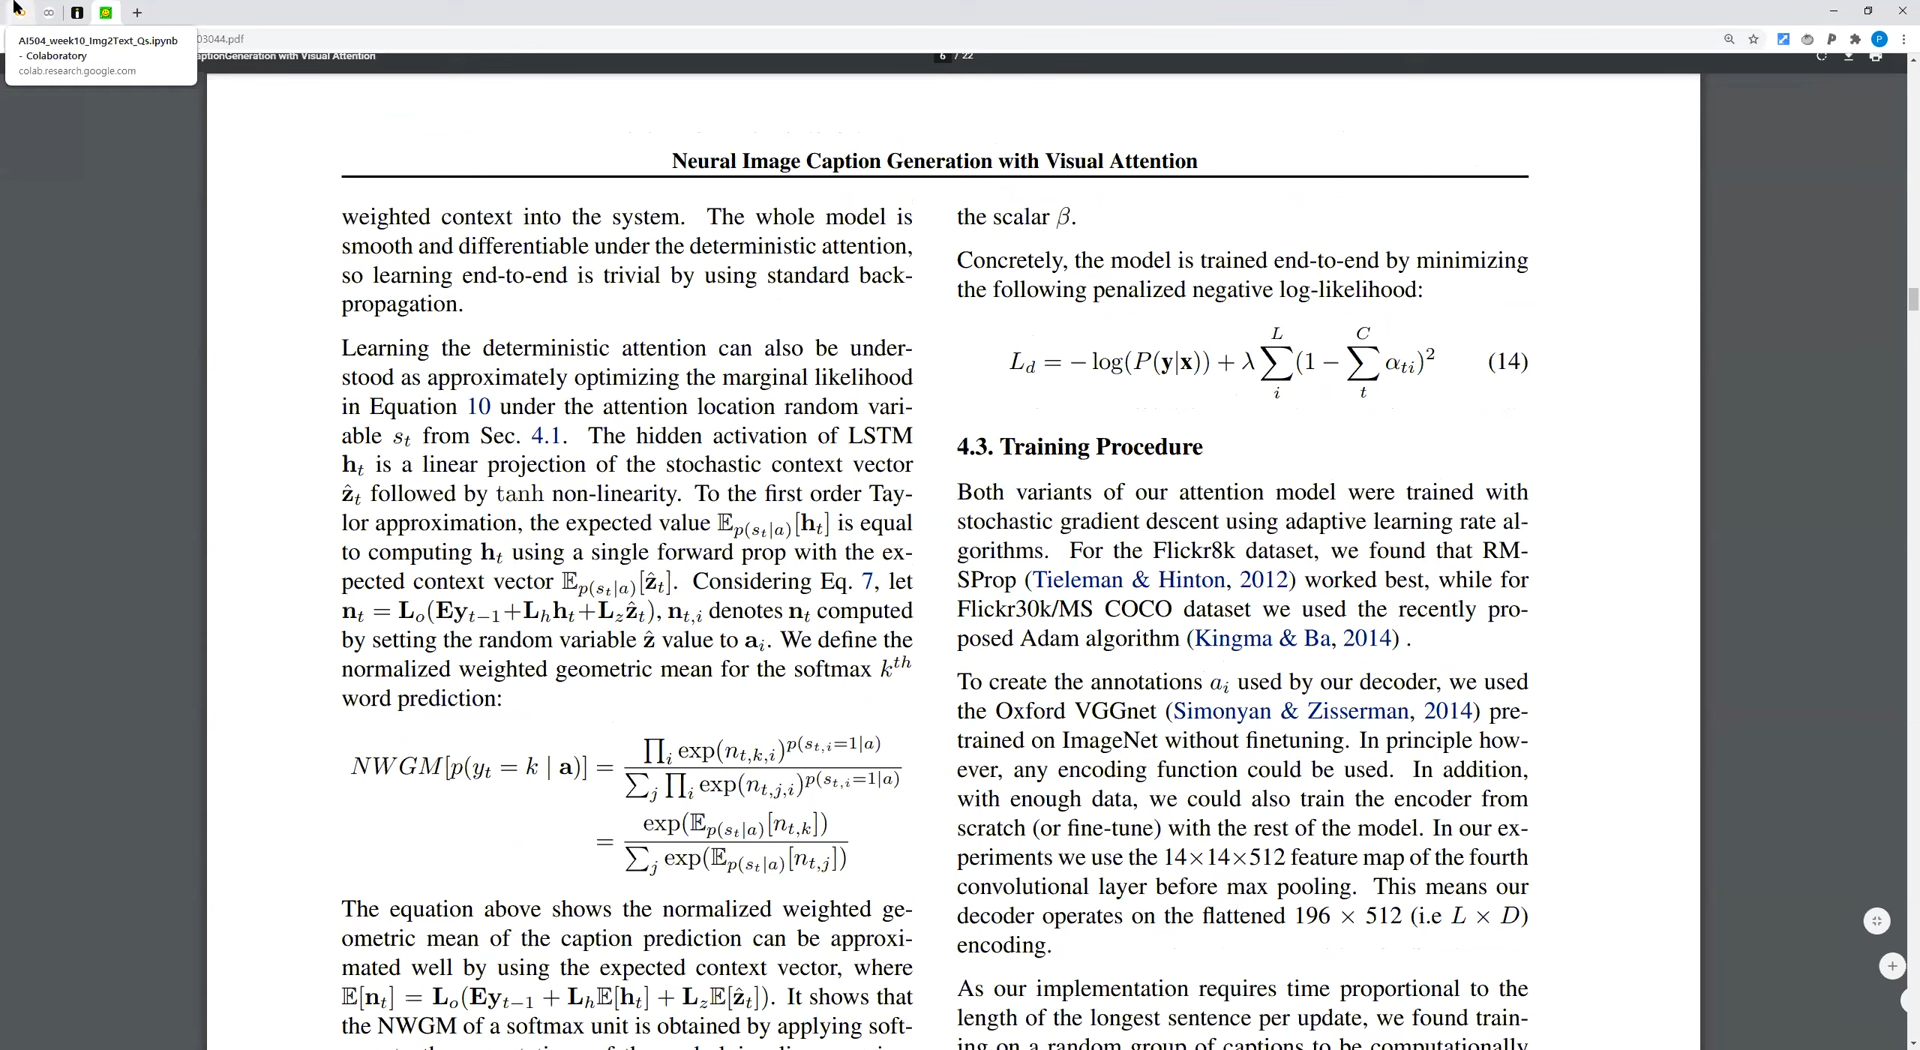 AI504_week10_Img2Text_Qs.ipynb
- Colaboratory
colab.research.google.com
03044.pdf
ptionGeneration with Visual Attention
6 / 22
Neural Image Caption Generation with Visual Attention
weighted context into the system. The whole model is
smooth and differentiable under the deterministic attention,
so learning end-to-end is trivial by using standard back-
propagation.
Learning the deterministic attention can also be under-
stood as approximately optimizing the marginal likelihood
in Equation 10 under the attention location random vari-
able s_t from Sec. 4.1. The hidden activation of LSTM
h_t is a linear projection of the stochastic context vector
ẑ_t followed by tanh non-linearity. To the first order Tay-
lor approximation, the expected value 𝔼_{p(s_t|a)}[h_t] is equal
to computing h_t using a single forward prop with the ex-
pected context vector 𝔼_{p(s_t|a)}[ẑ_t]. Considering Eq. 7, let
n_t = L_o(Ey_{t−1}+L_h h_t+L_z ẑ_t), n_{t,i} denotes n_t computed
by setting the random variable ẑ value to a_i. We define the
normalized weighted geometric mean for the softmax k^{th}
word prediction:
NWGM[p(y_t = k | a)] = ∏_i exp(n_{t,k,i})^{p(s_{t,i}=1|a)} / ∑_j ∏_i exp(n_{t,j,i})^{p(s_{t,i}=1|a)}
= exp(𝔼_{p(s_t|a)}[n_{t,k}]) / ∑_j exp(𝔼_{p(s_t|a)}[n_{t,j}])
The equation above shows the normalized weighted ge-
ometric mean of the caption prediction can be approxi-
mated well by using the expected context vector, where
𝔼[n_t] = L_o(Ey_{t−1} + L_h𝔼[h_t] + L_z𝔼[ẑ_t]). It shows that
the NWGM of a softmax unit is obtained by applying soft-
the scalar β.
Concretely, the model is trained end-to-end by minimizing
the following penalized negative log-likelihood:
L_d = − log(P(y|x)) + λ ∑_i^L (1 − ∑_t^C α_{ti})^2 (14)
4.3. Training Procedure
Both variants of our attention model were trained with
stochastic gradient descent using adaptive learning rate al-
gorithms. For the Flickr8k dataset, we found that RM-
SProp (Tieleman & Hinton, 2012) worked best, while for
Flickr30k/MS COCO dataset we used the recently pro-
posed Adam algorithm (Kingma & Ba, 2014) .
To create the annotations a_i used by our decoder, we used
the Oxford VGGnet (Simonyan & Zisserman, 2014) pre-
trained on ImageNet without finetuning. In principle how-
ever, any encoding function could be used. In addition,
with enough data, we could also train the encoder from
scratch (or fine-tune) with the rest of the model. In our ex-
periments we use the 14×14×512 feature map of the fourth
convolutional layer before max pooling. This means our
decoder operates on the flattened 196 × 512 (i.e L × D)
encoding.
As our implementation requires time proportional to the
length of the longest sentence per update, we found train-
ing on a random group of captions to be computationally